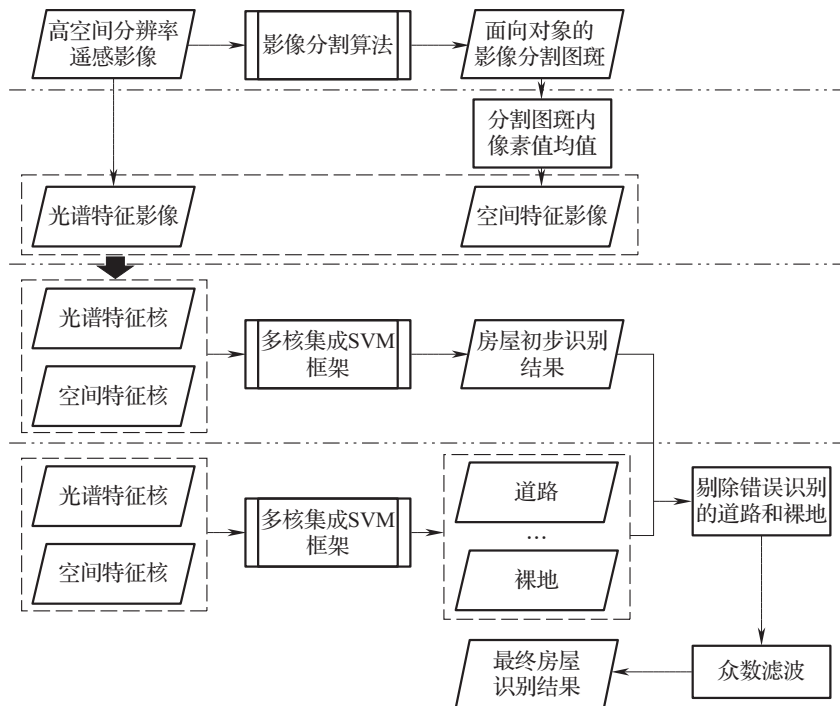 高空间分辨率
遥感影像
影像分割算法
面向对象的
影像分割图斑
分割图斑内
像素值均值
光谱特征影像
空间特征影像
光谱特征核
空间特征核
多核集成SVM
框架
房屋初步识别
结果
光谱特征核
空间特征核
多核集成SVM
框架
道路
…
裸地
剔除错误识别
的道路和裸地
众数滤波
最终房屋
识别结果